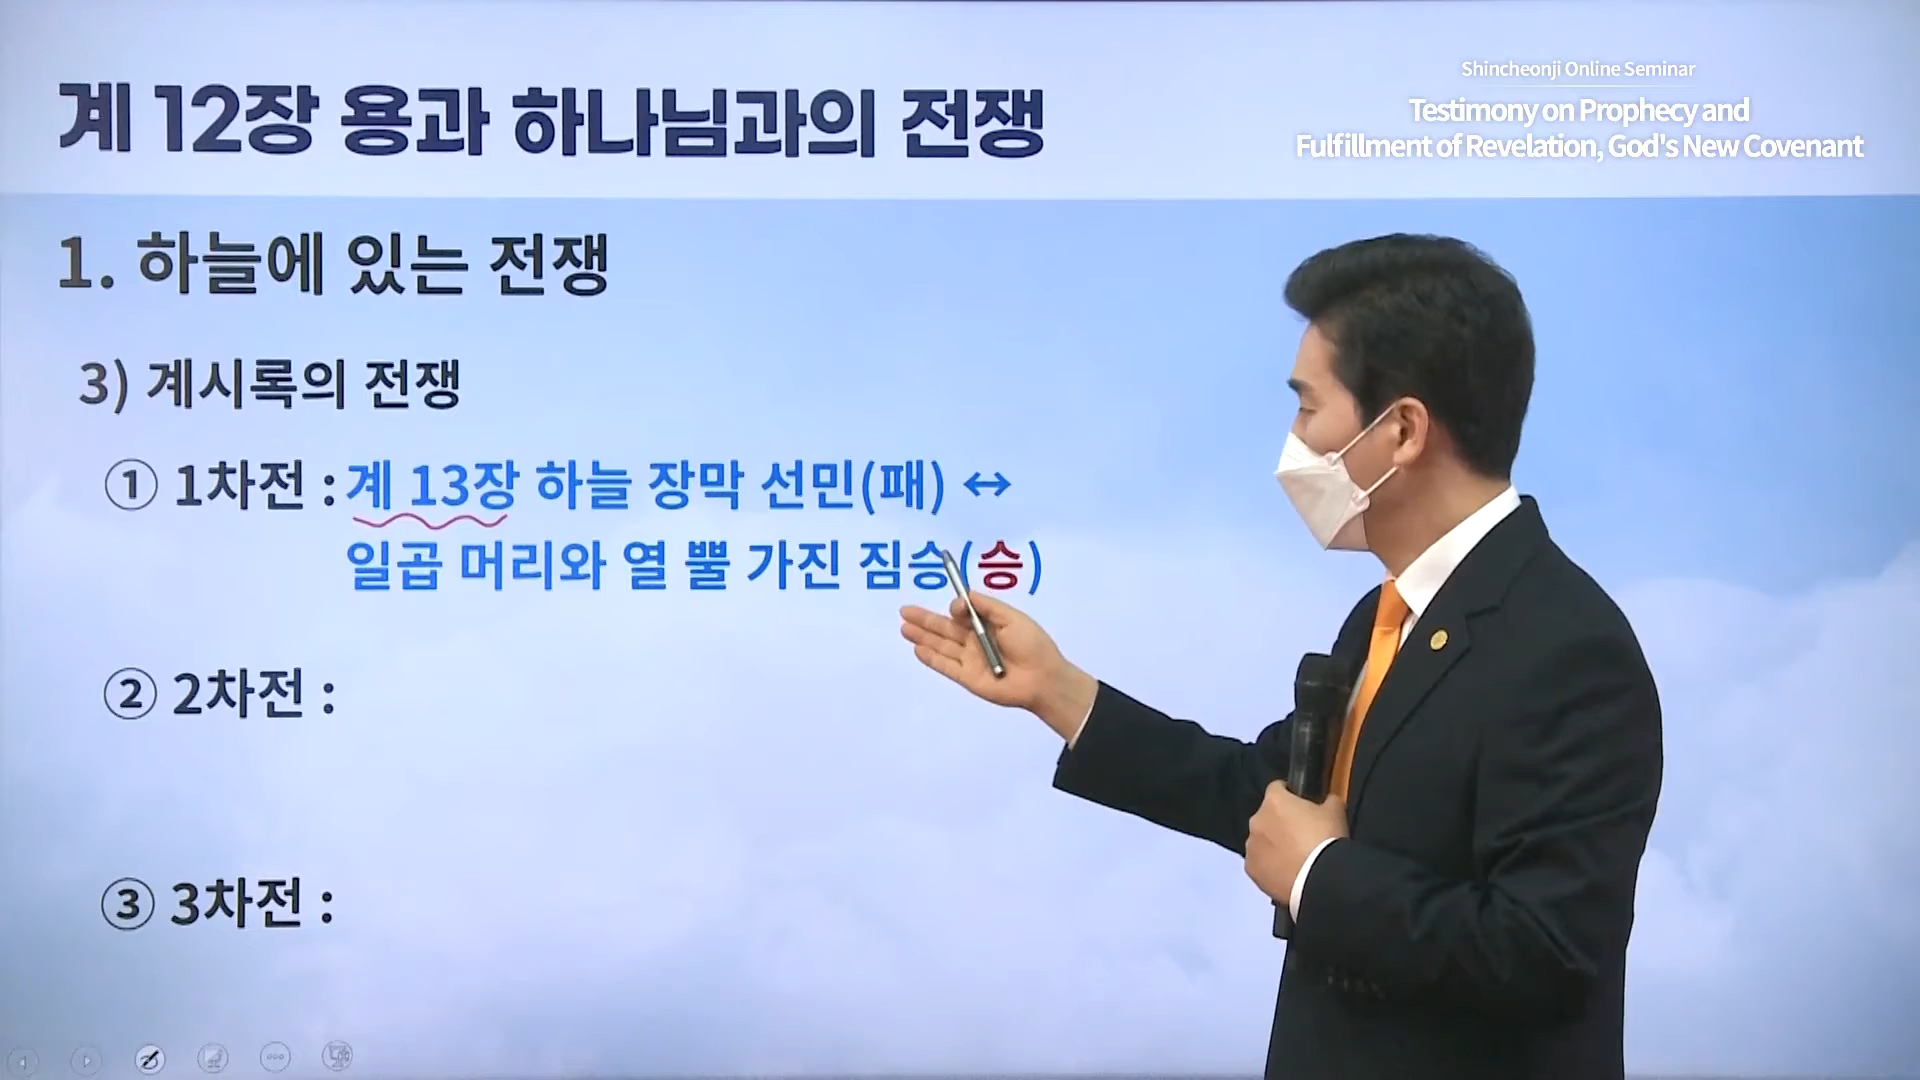 계 12장 용과 하나님과의 전쟁
Shincheonji Online Seminar
Testimony on Prophecy and
Fulfillment of Revelation, God's New Covenant
1. 하늘에 있는 전쟁
3) 계시록의 전쟁
① 1차전 : 계 13장 하늘 장막 선민(패) ↔
일곱 머리와 열 뿔 가진 짐승(승)
② 2차전 :
③ 3차전 :